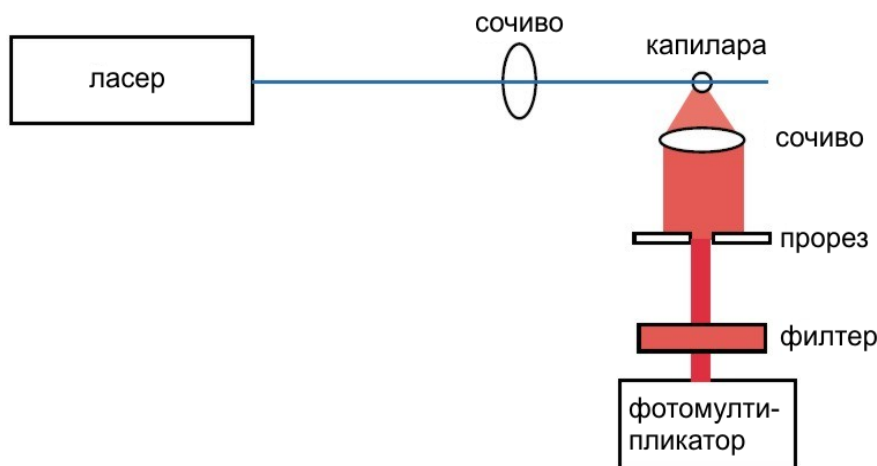 сочиво
ласер
капилара
сочиво
прорез
филтер
фотомулти-
пликатор